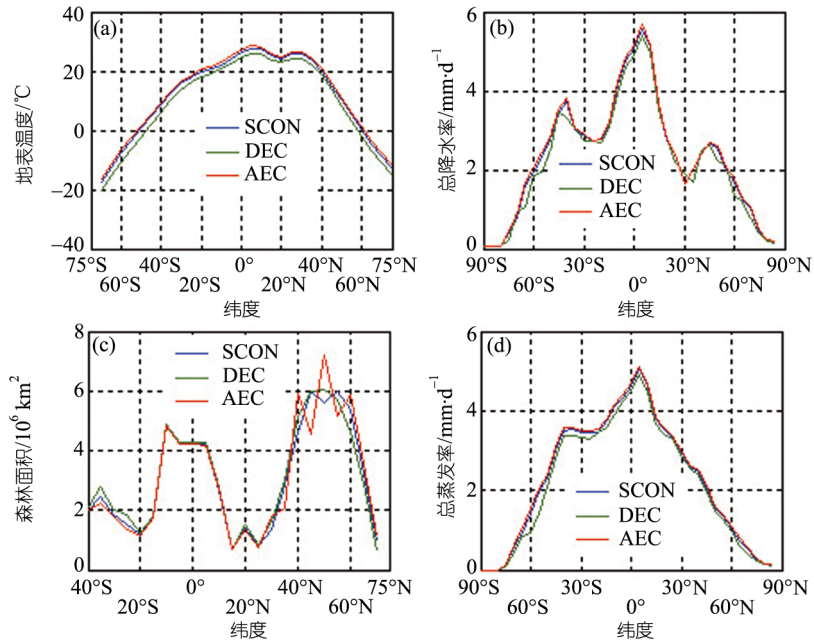 (a)
40
20
0
−20
−40
地表温度/℃
SCON
DEC
AEC
75°S 40°S 0° 40°N 75°N
60°S 20°S 20°N 60°N
纬度
(b)
6
4
2
0
总降水率/mm·d⁻¹
SCON
DEC
AEC
90°S 30°S 30°N 90°N
60°S 0° 60°N
纬度
(c)
8
6
4
2
0
森林面积/10⁶ km²
SCON
DEC
AEC
40°S 0° 40°N 75°N
20°S 20°N 60°N
纬度
(d)
6
4
2
0
总蒸发率/mm·d⁻¹
SCON
DEC
AEC
90°S 30°S 30°N 90°N
60°S 0° 60°N
纬度